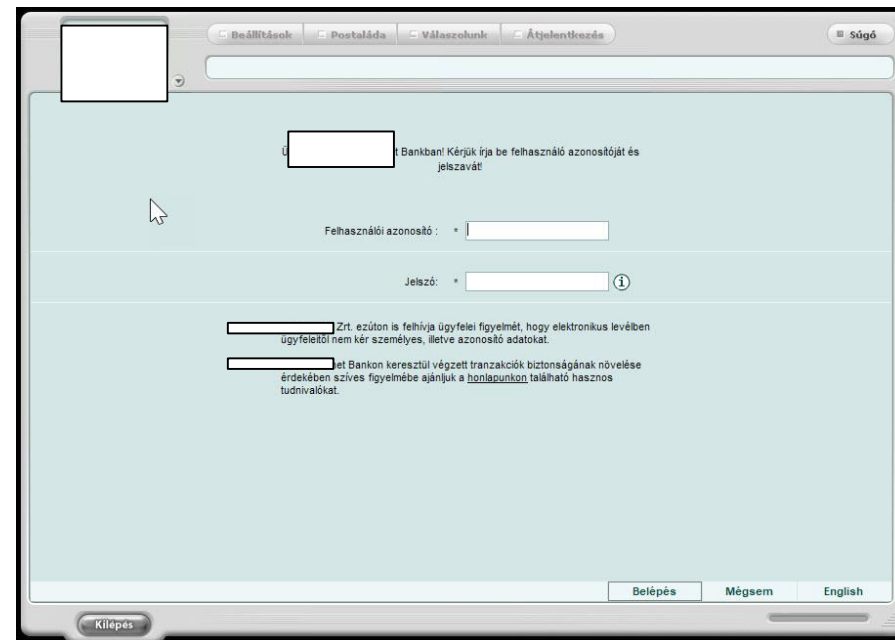 Beállítások Postaláda Válaszolunk Átjelentkezés Súgó
Ü t Bankban! Kérjük írja be felhasználó azonosítóját és
jelszavát!
Felhasználói azonosító : *
Jelszó: *
Zrt. ezúton is felhívja ügyfelei figyelmét, hogy elektronikus levélben
ügyfeleitől nem kér személyes, illetve azonosító adatokat.
net Bankon keresztül végzett tranzakciók biztonságának növelése
érdekében szíves figyelmébe ajánljuk a honlapunkon található hasznos
tudnivalókat.
Belépés Mégsem English
Kilépés